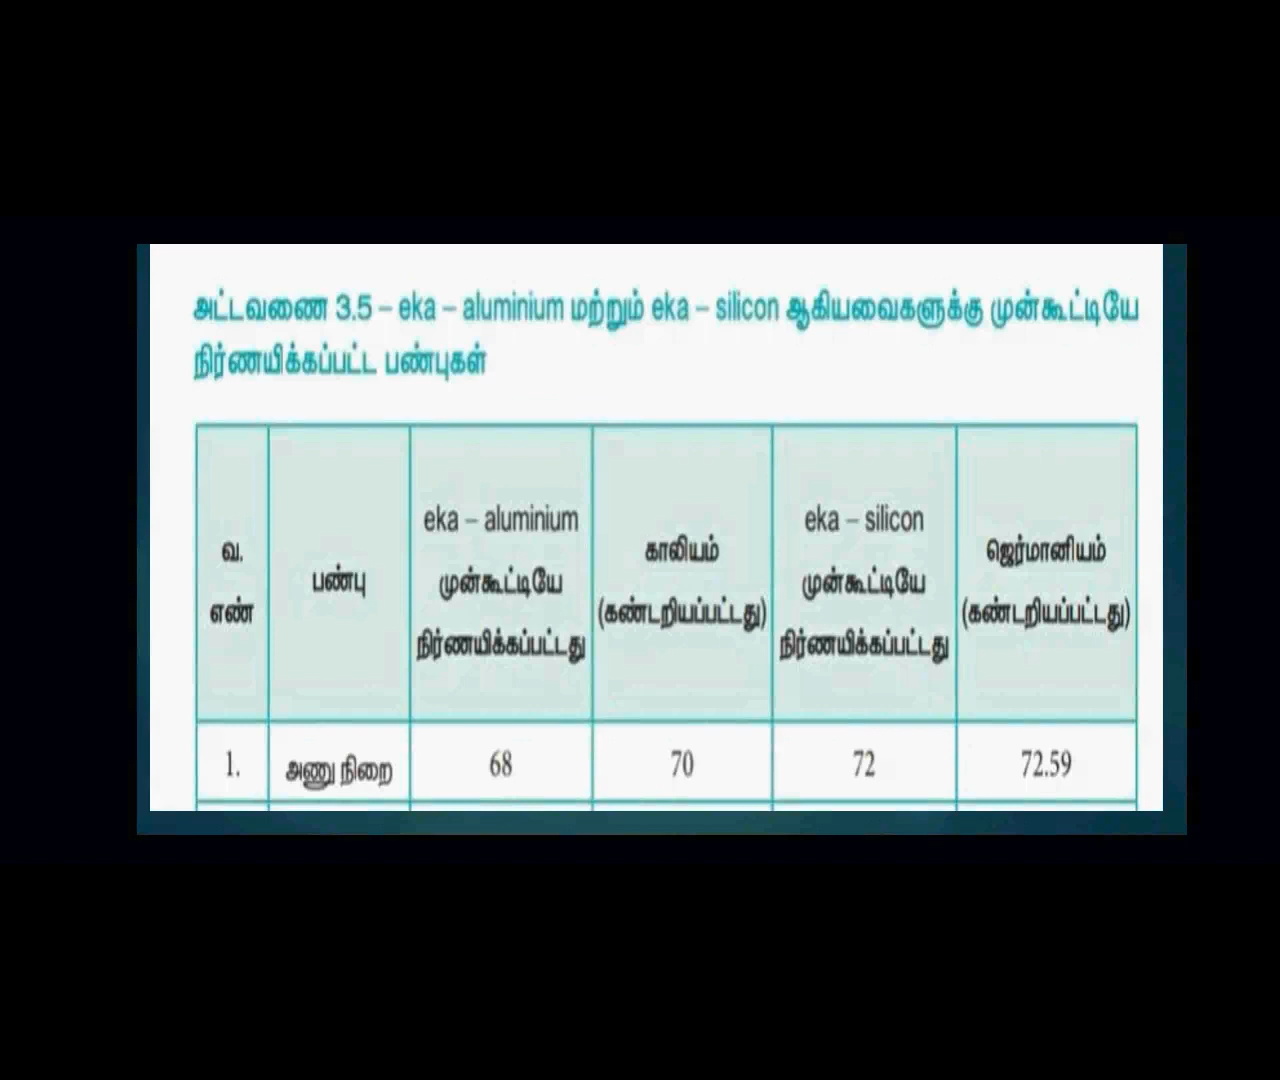 அட்டவணை 3.5 – eka – aluminium மற்றும் eka – silicon ஆகியவைகளுக்கு முன்கூட்டியே
நிர்ணயிக்கப்பட்ட பண்புகள்
வ.
எண்
பண்பு
eka – aluminium
முன்கூட்டியே
நிர்ணயிக்கப்பட்டது
காலியம்
(கண்டறியப்பட்டது)
eka – silicon
முன்கூட்டியே
நிர்ணயிக்கப்பட்டது
ஜெர்மானியம்
(கண்டறியப்பட்டது)
1.
அணு நிறை
68
70
72
72.59